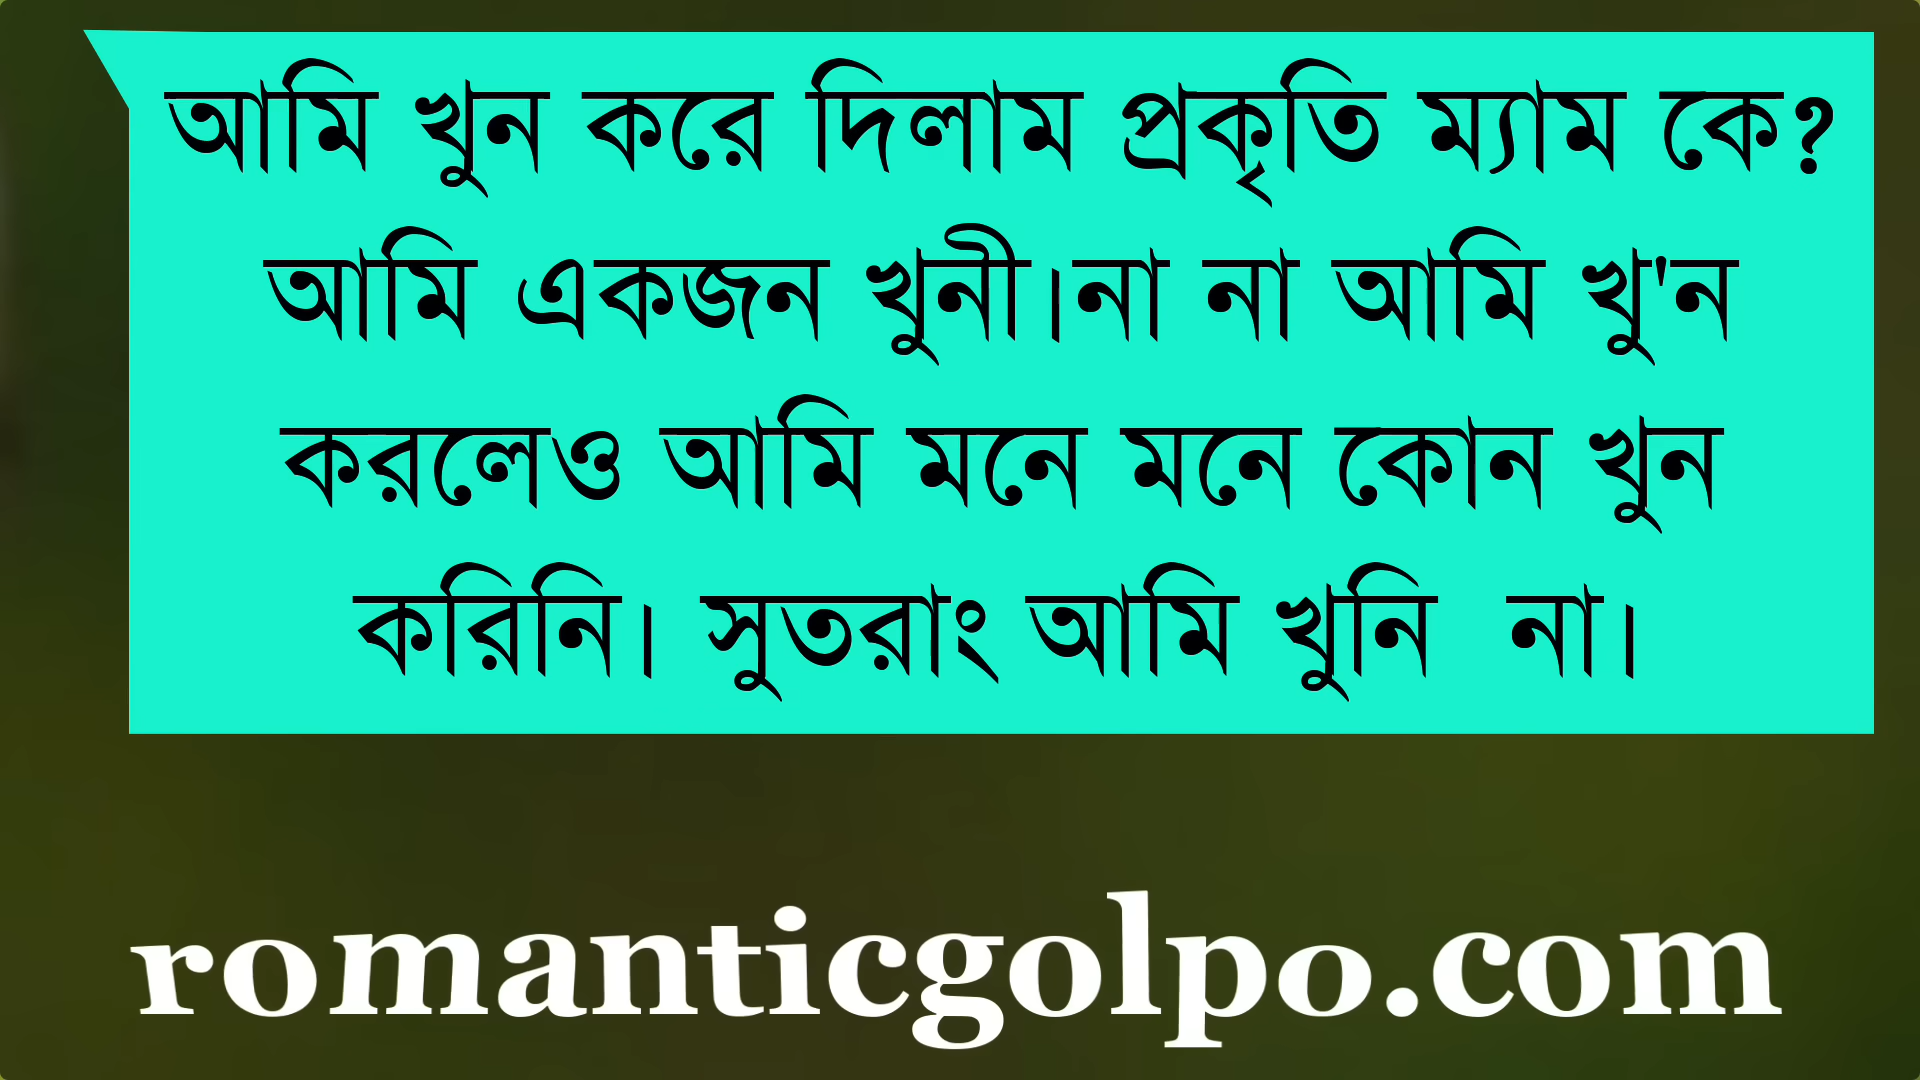 আমি খুন করে দিলাম প্রকৃতি ম্যাম কে?
আমি একজন খুনী।না না আমি খু'ন
করলেও আমি মনে মনে কোন খুন
করিনি। সুতরাং আমি খুনি  না।
romanticgolpo.com